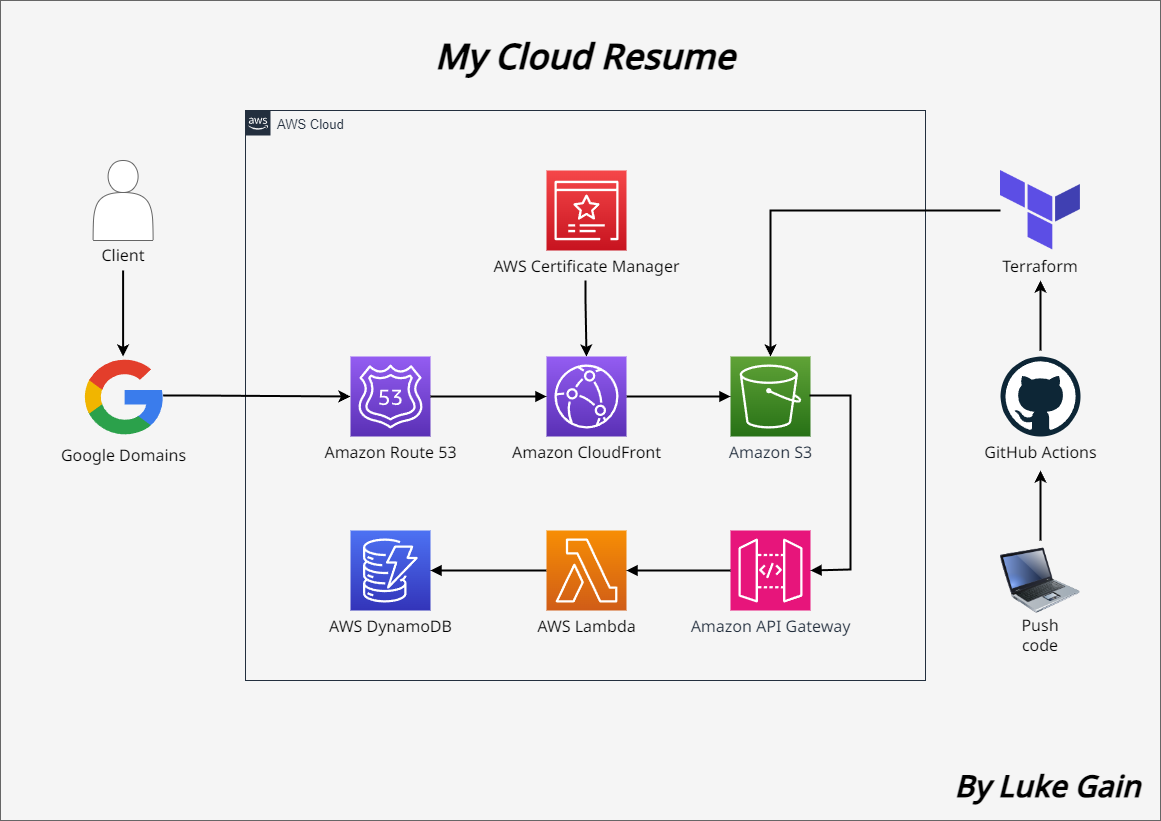 My Cloud Resume
aws
AWS Cloud
Client
AWS Certificate Manager
Terraform
53
Google Domains
Amazon Route 53
Amazon CloudFront
Amazon S3
GitHub Actions
</>
AWS DynamoDB
AWS Lambda
Amazon API Gateway
Push
code
By Luke Gain